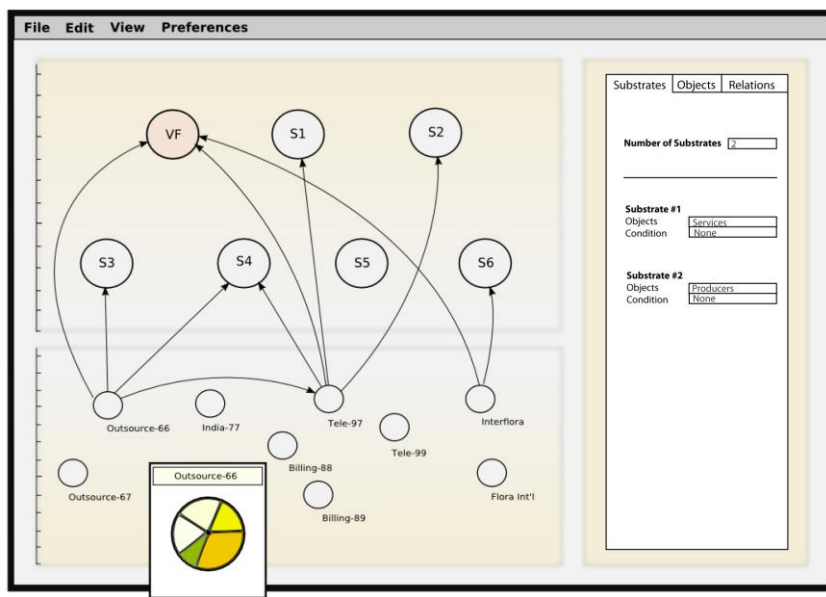 File Edit View Preferences
VF S1 S2
S3 S4 S5 S6
Outsource-66 India-77 Tele-97 Interflora
Tele-99
Billing-88
Outsource-67 Flora Int'l
Billing-89
Outsource-66
Substrates Objects Relations
Number of Substrates 2
Substrate #1
Objects Services
Condition None
Substrate #2
Objects Producers
Condition None